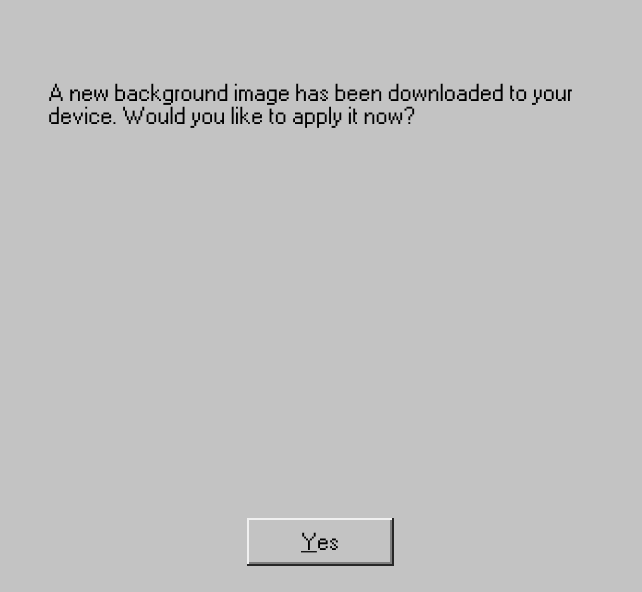 A new background image has been downloaded to your
device. Would you like to apply it now?
Yes